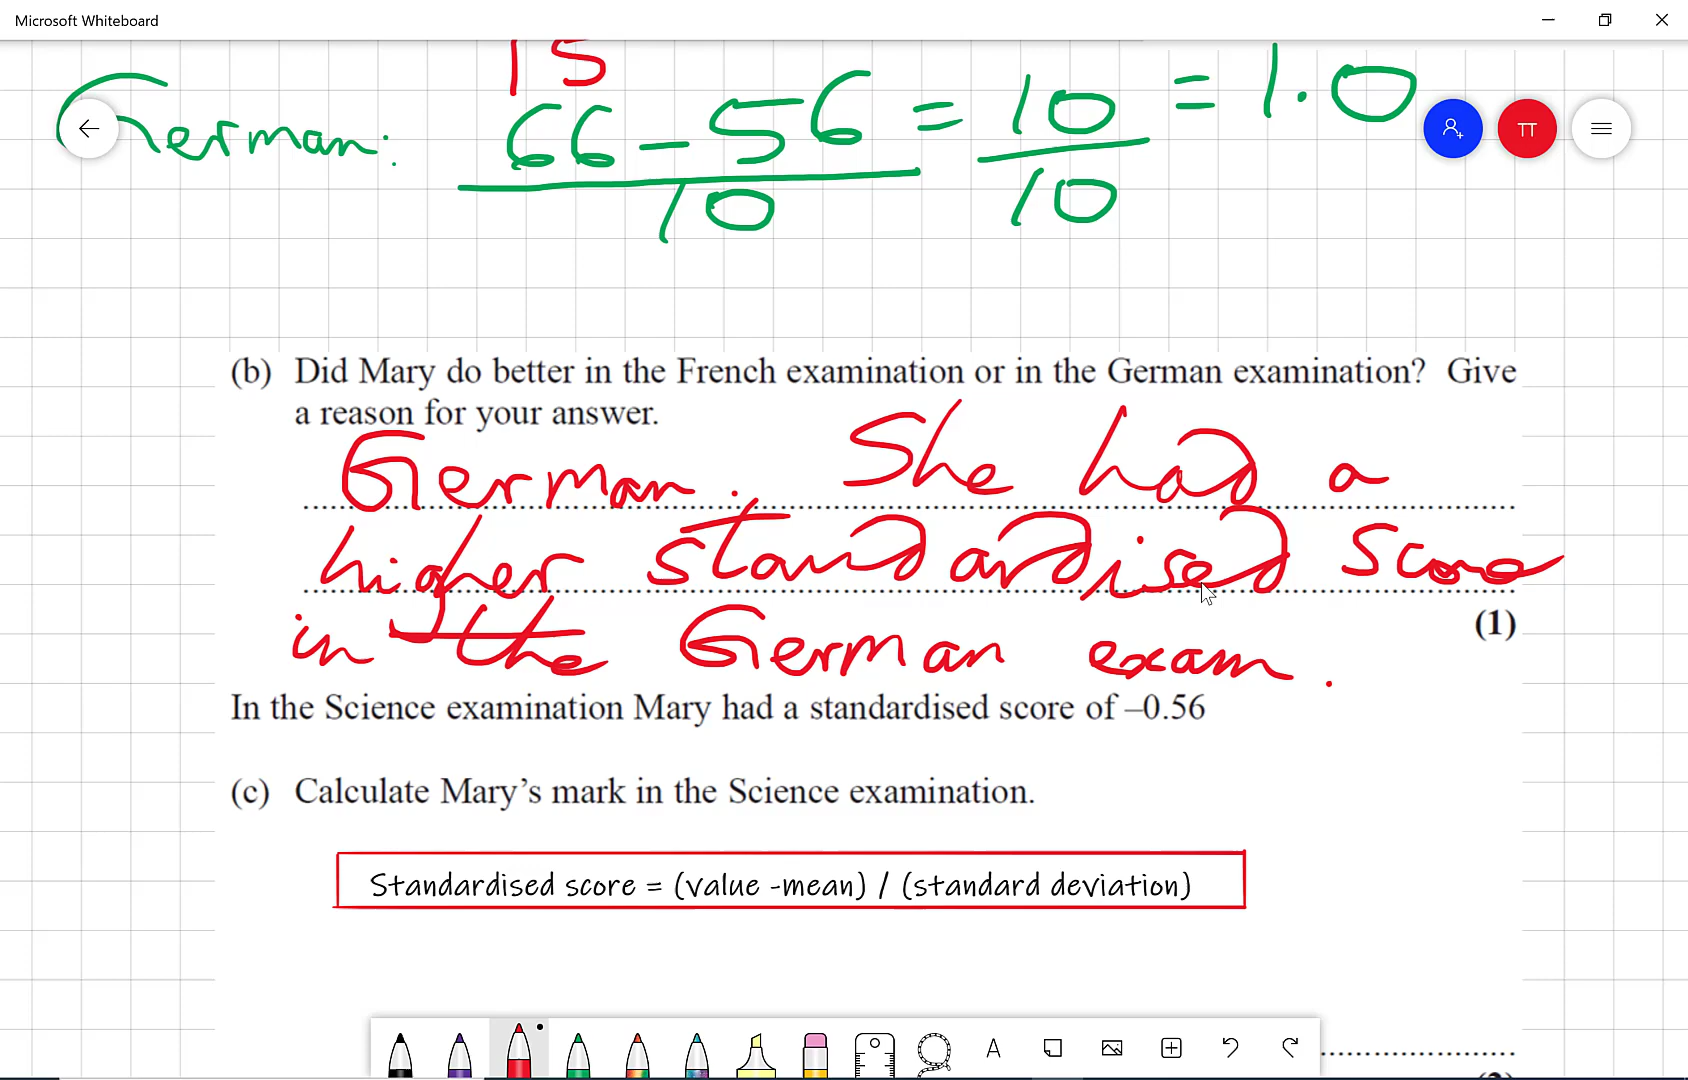 Microsoft Whiteboard
15
German: 66 - 56 = 10 = 1.0
10 10
(b) Did Mary do better in the French examination or in the German examination? Give
a reason for your answer.
German. She had a
higher standardised score
(1)
in the German exam.
In the Science examination Mary had a standardised score of –0.56
(c) Calculate Mary's mark in the Science examination.
Standardised score = (value -mean) / (standard deviation)